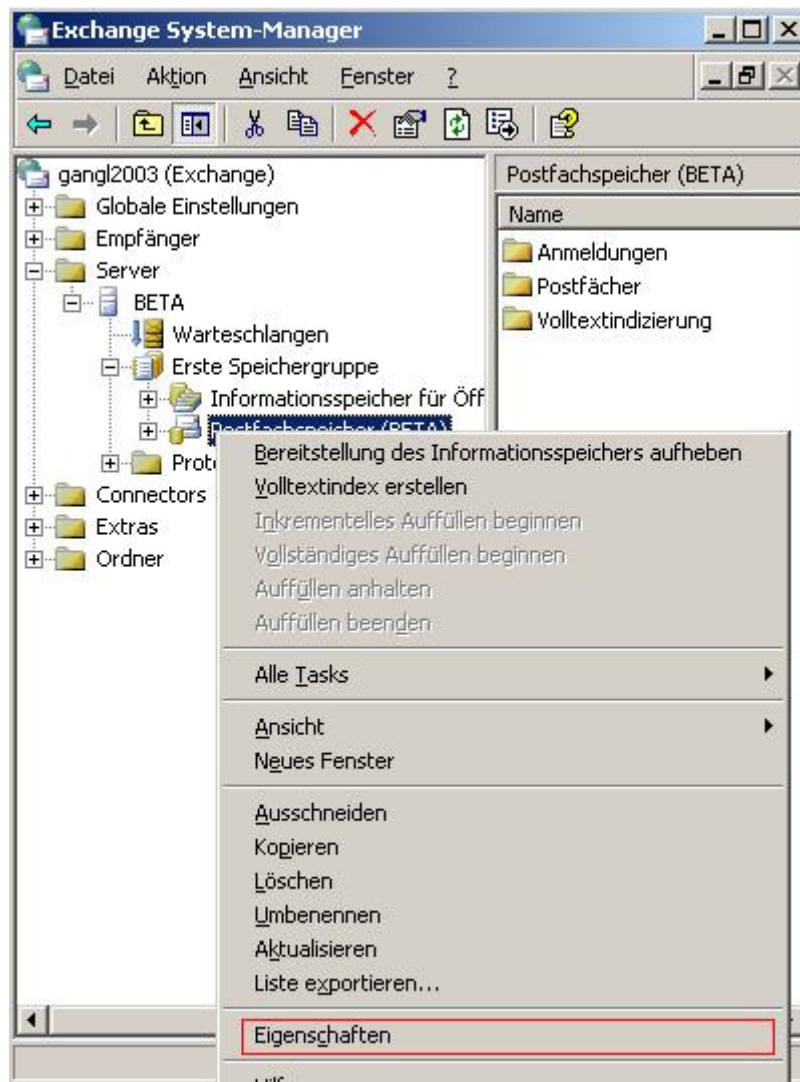 Exchange System-Manager
Datei Aktion Ansicht Fenster ?
gangl2003 (Exchange)
Globale Einstellungen
Empfänger
Server
BETA
Warteschlangen
Erste Speichergruppe
Informationsspeicher für Öff
Postfachspeicher (BETA)
Proto
Connectors
Extras
Ordner
Postfachspeicher (BETA)
Name
Anmeldungen
Postfächer
Volltextindizierung
Bereitstellung des Informationsspeichers aufheben
Volltextindex erstellen
Inkrementelles Auffüllen beginnen
Vollständiges Auffüllen beginnen
Auffüllen anhalten
Auffüllen beenden
Alle Tasks
Ansicht
Neues Fenster
Ausschneiden
Kopieren
Löschen
Umbenennen
Aktualisieren
Liste exportieren...
Eigenschaften